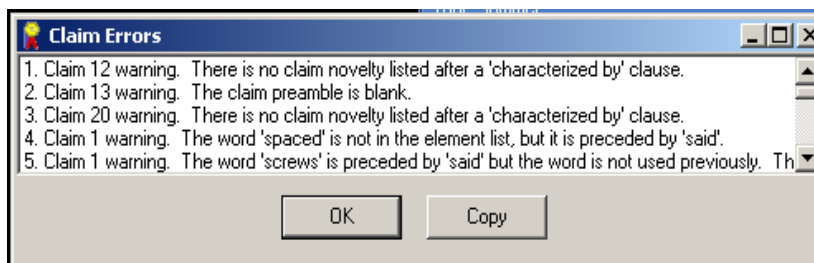 Claim Errors
1. Claim 12 warning. There is no claim novelty listed after a 'characterized by' clause.
2. Claim 13 warning. The claim preamble is blank.
3. Claim 20 warning. There is no claim novelty listed after a 'characterized by' clause.
4. Claim 1 warning. The word 'spaced' is not in the element list, but it is preceded by 'said'.
5. Claim 1 warning. The word 'screws' is preceded by 'said' but the word is not used previously. Th
OK Copy